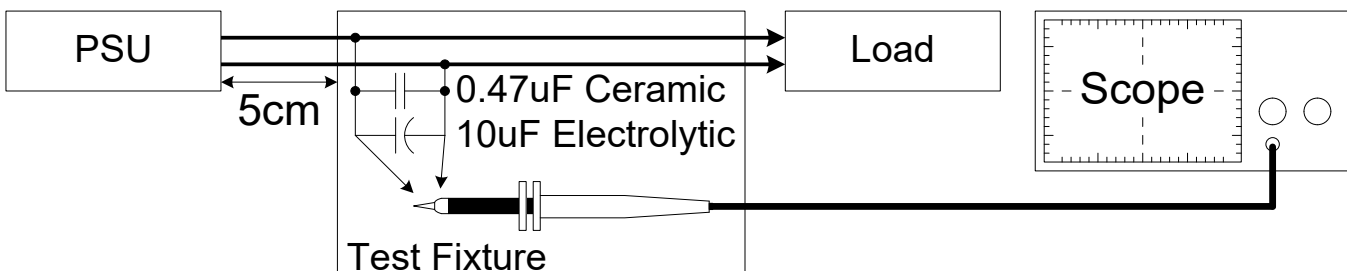 PSU
Load
Scope
5cm
0.47uF Ceramic
10uF Electrolytic
Test Fixture